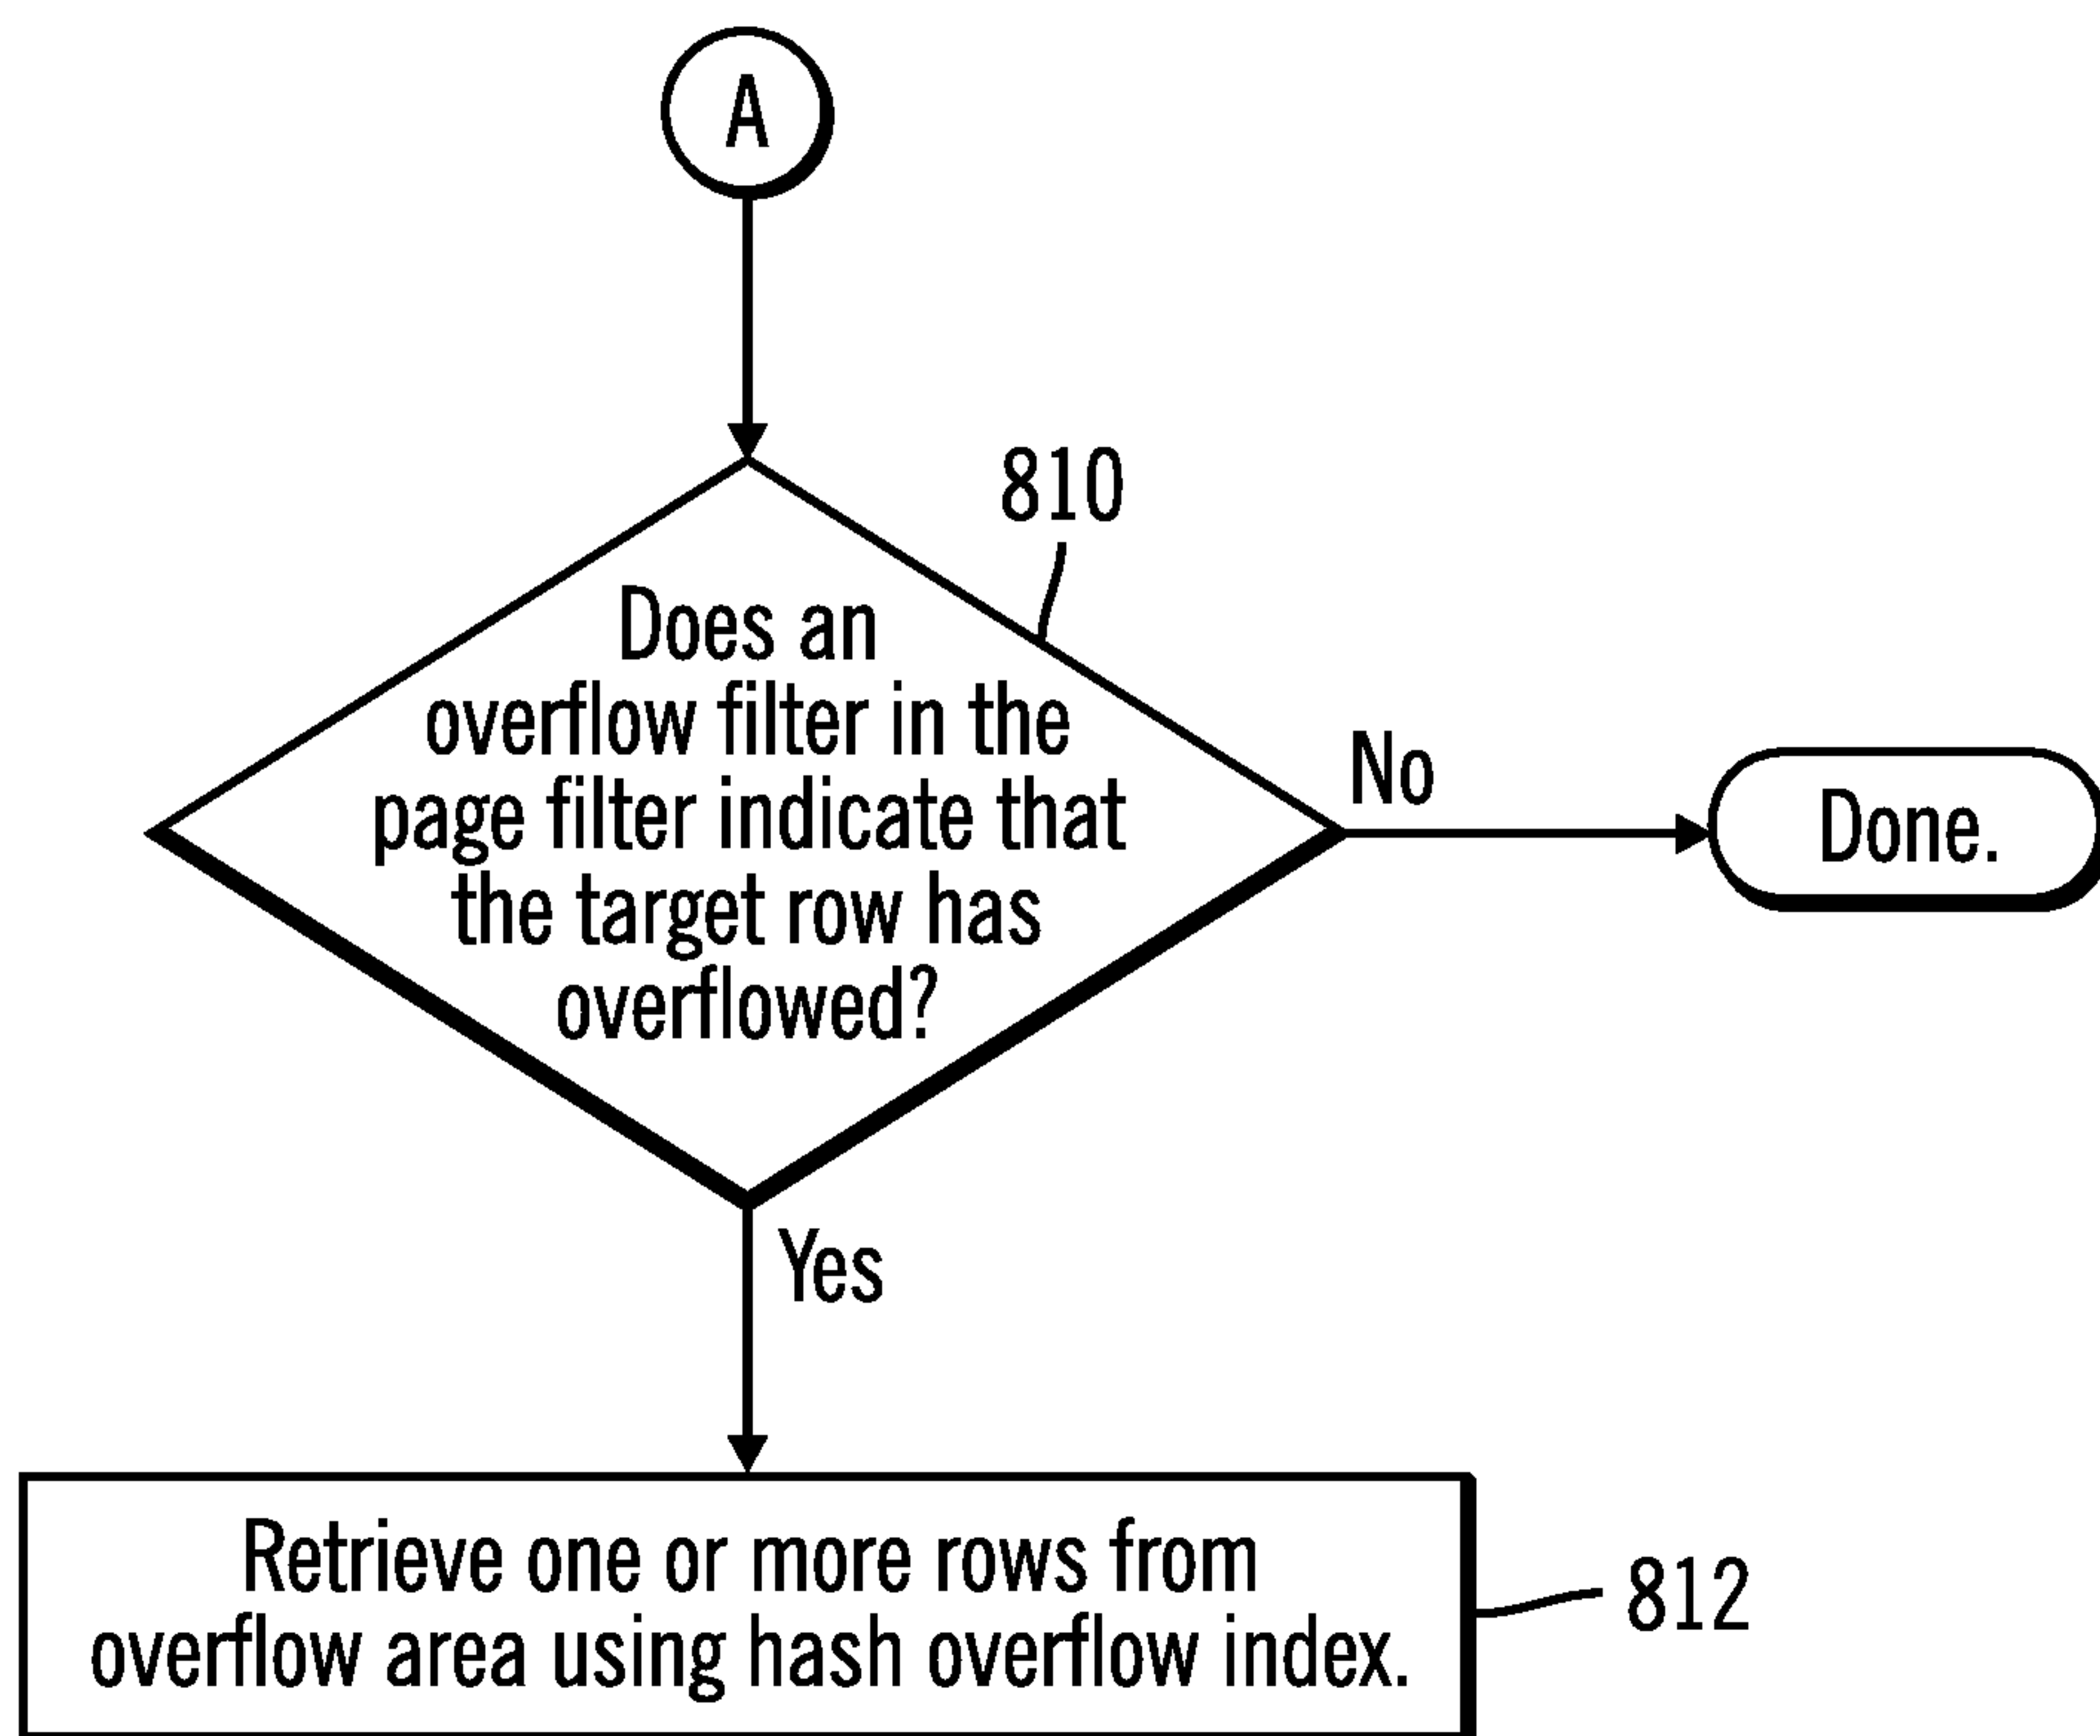 A
810
Does an
overflow filter in the
page filter indicate that
the target row has
overflowed?
No
Done.
Yes
Retrieve one or more rows from
overflow area using hash overflow index.
812